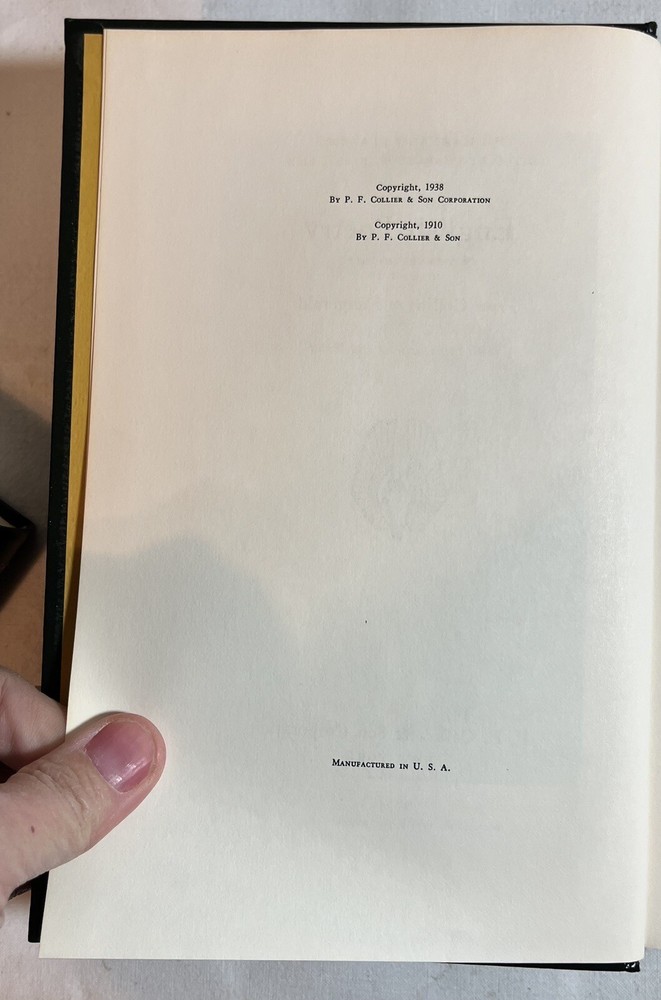 Copyright, 1938
By P. F. Collier & Son Corporation
Copyright, 1910
By P. F. Collier & Son
Manufactured in U. S. A.